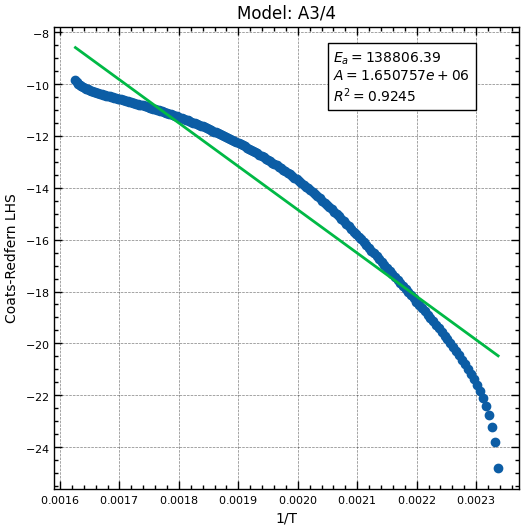 Model: A3/4
−8
−10
−12
−14
−16
−18
−20
−22
−24
Coats-Redfern LHS
Eₐ = 138806.39
A = 1.650757e + 06
R² = 0.9245
0.0016 0.0017 0.0018 0.0019 0.0020 0.0021 0.0022 0.0023
1/T